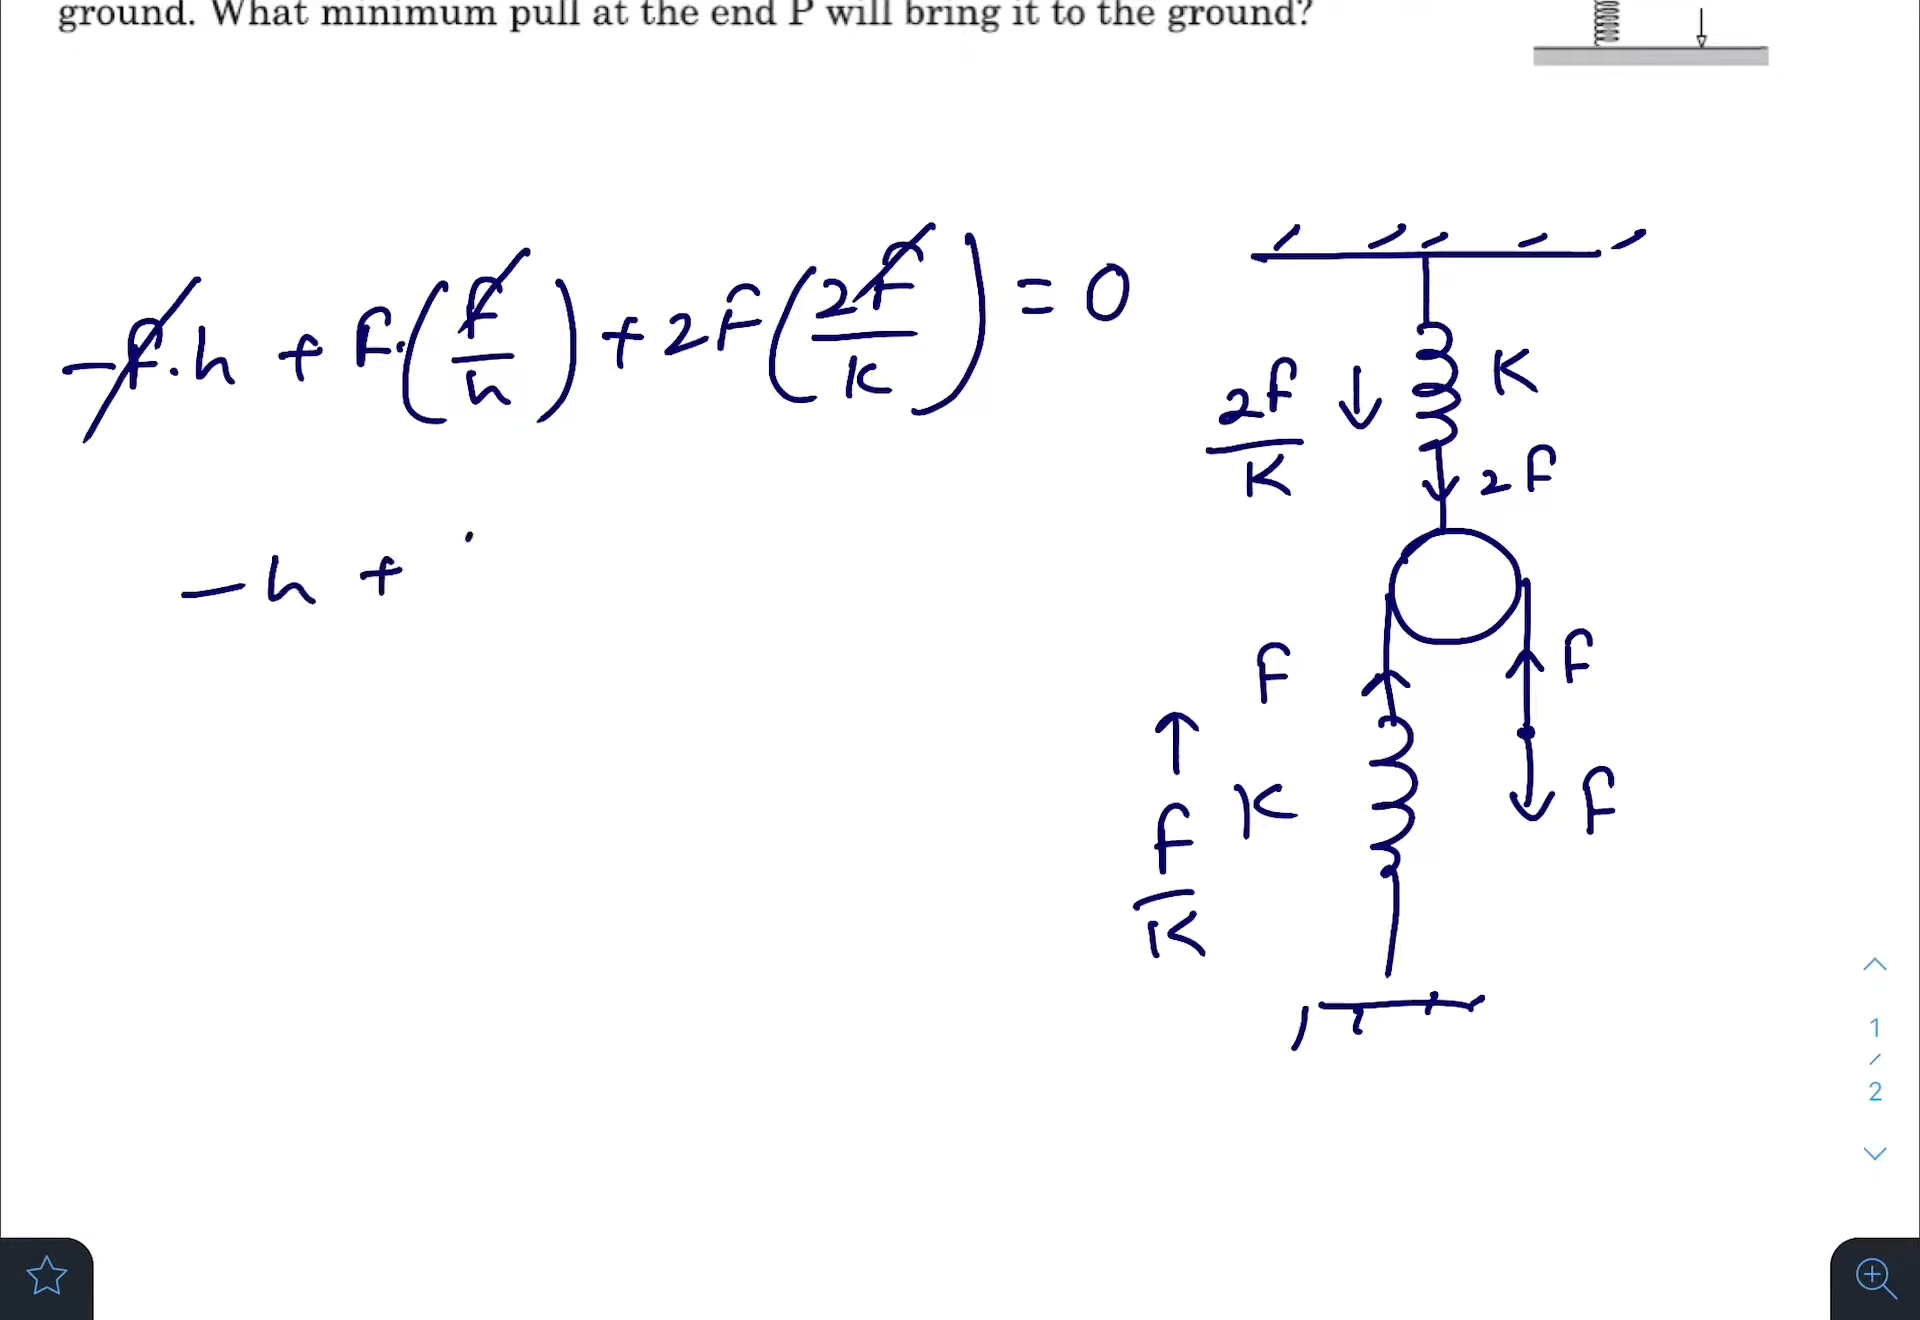 ground. What minimum pull at the end P will bring it to the ground?
-F.h + F.(F/h) + 2F(2F/K) = 0
K
2F/K
2F
-h +
F
F
K
F
F/K
1
/
2